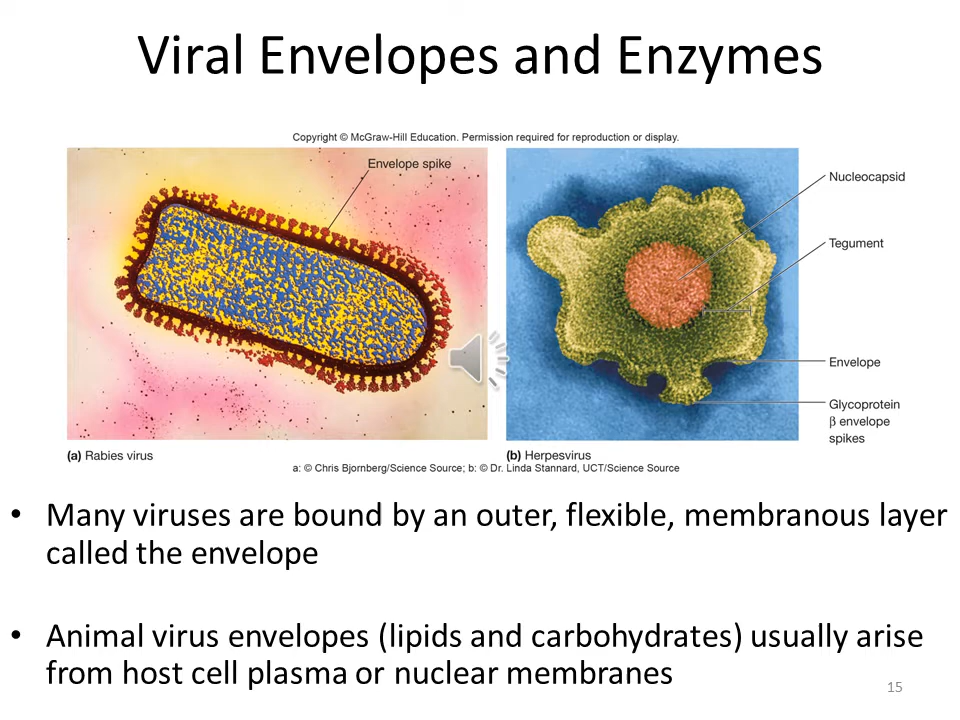 Viral Envelopes and Enzymes
Copyright © McGraw-Hill Education. Permission required for reproduction or display.
Envelope spike
Nucleocapsid
Tegument
Envelope
Glycoprotein
β envelope
spikes
(a) Rabies virus
(b) Herpesvirus
a: © Chris Bjornberg/Science Source; b: © Dr. Linda Stannard, UCT/Science Source
• Many viruses are bound by an outer, flexible, membranous layer
called the envelope
• Animal virus envelopes (lipids and carbohydrates) usually arise
from host cell plasma or nuclear membranes
15